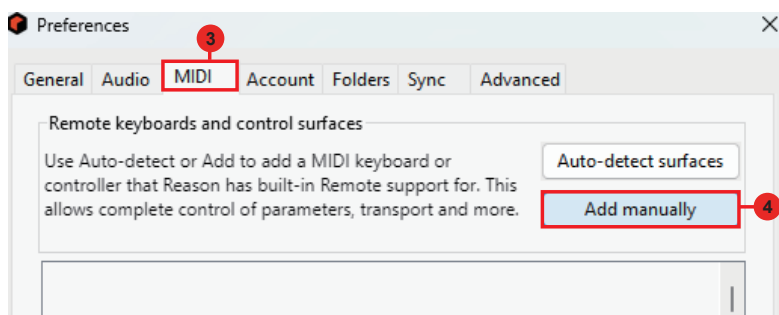 Preferences
3
General Audio MIDI Account Folders Sync Advanced
Remote keyboards and control surfaces
Use Auto-detect or Add to add a MIDI keyboard or
controller that Reason has built-in Remote support for. This
allows complete control of parameters, transport and more.
Auto-detect surfaces
Add manually
4